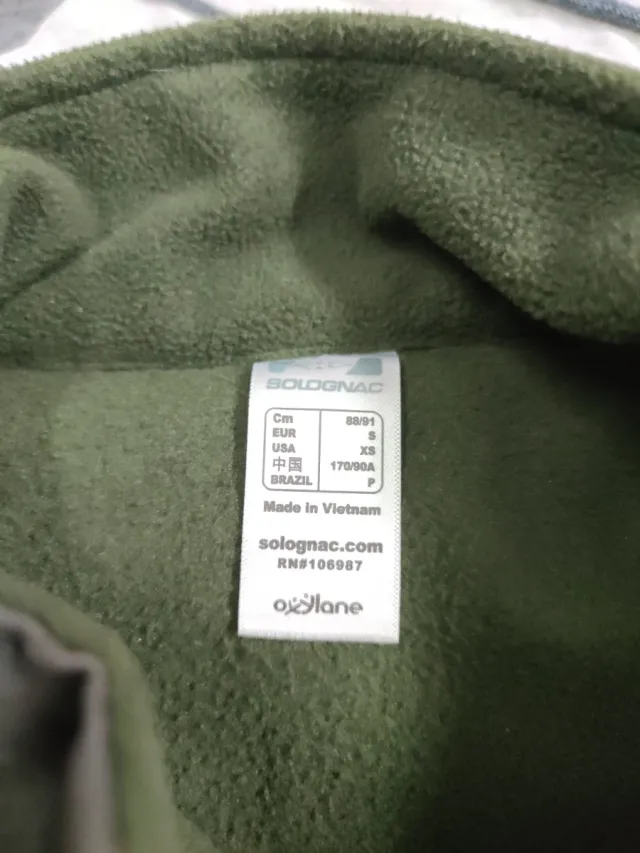 SOLOGNAC
Cm 88/91
EUR S
USA XS
中国 170/90A
BRAZIL P
Made in Vietnam
solognac.com
RN#106987
oxylane